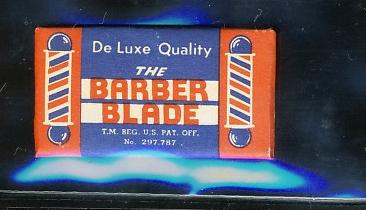 De Luxe Quality
THE
BARBER
BLADE
T.M. REG. U.S. PAT. OFF.
No. 297.787.